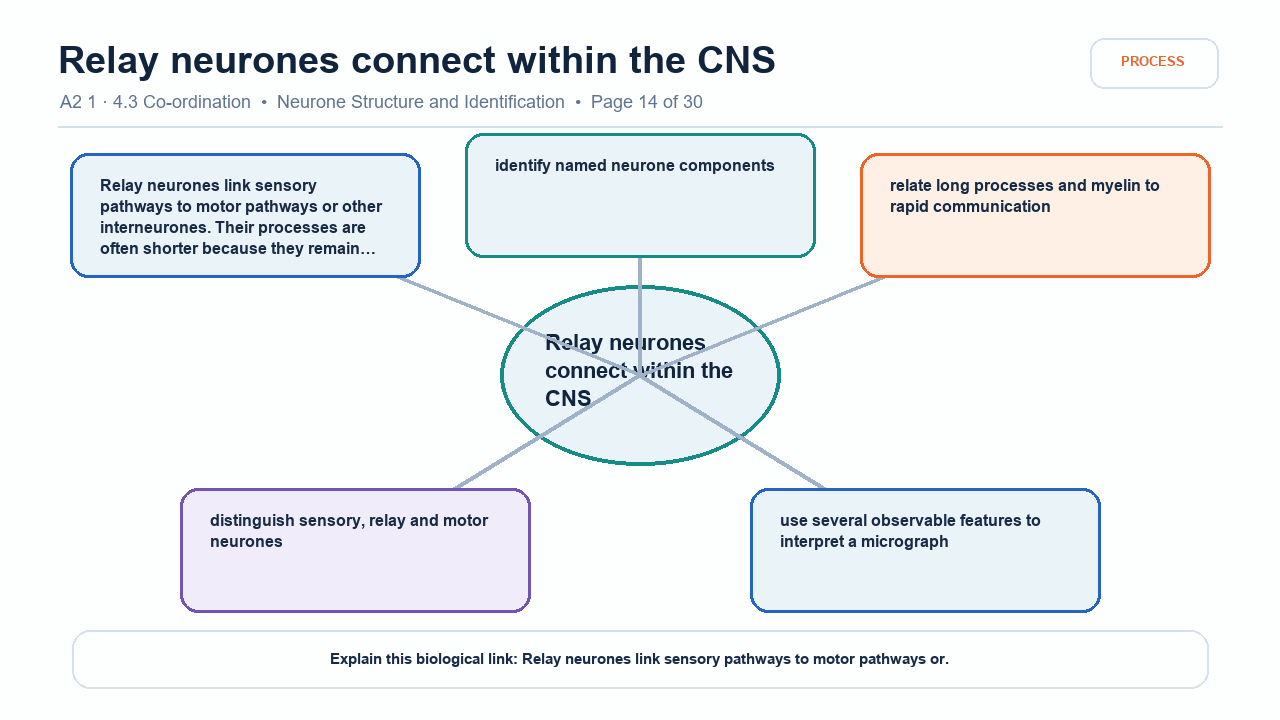 Relay neurones connect within the CNS
PROCESS
A2 1 · 4.3 Co-ordination • Neurone Structure and Identification • Page 14 of 30
Relay neurones link sensory
pathways to motor pathways or other
interneurones. Their processes are
often shorter because they remain…
identify named neurone components
relate long processes and myelin to
rapid communication
Relay neurones
connect within the
CNS
distinguish sensory, relay and motor
neurones
use several observable features to
interpret a micrograph
Explain this biological link: Relay neurones link sensory pathways to motor pathways or.